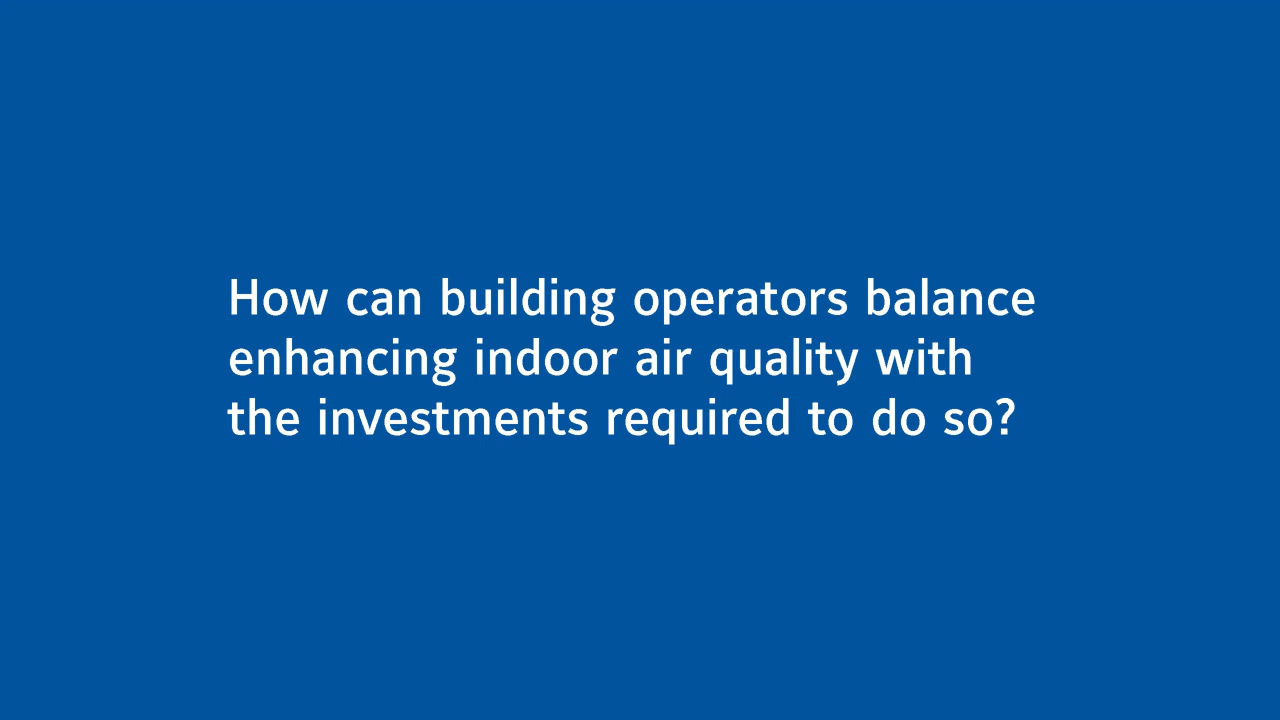 How can building operators balance
enhancing indoor air quality with
the investments required to do so?